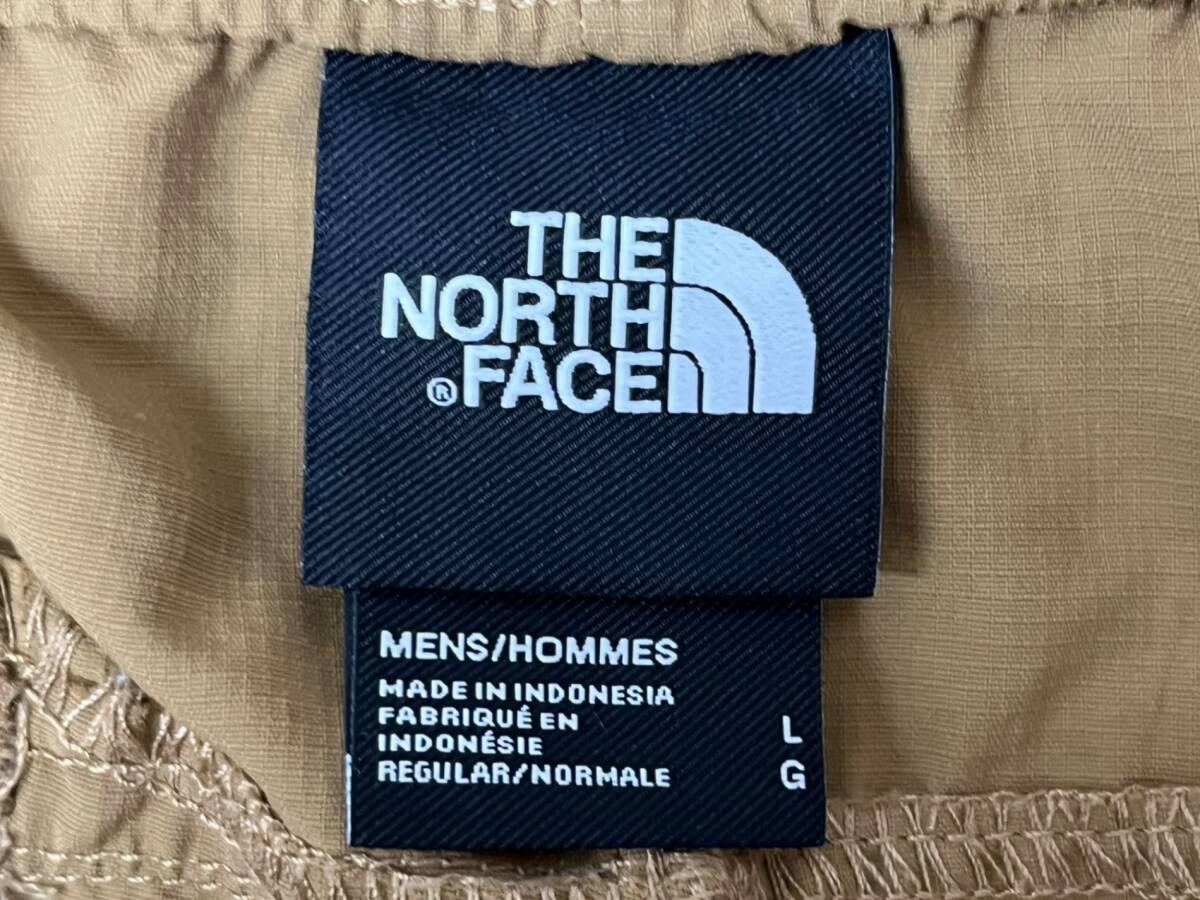 THE
NORTH
® FACE
MENS/HOMMES
MADE IN INDONESIA
FABRIQUÉ EN
INDONÉSIE
REGULAR/NORMALE
L
G